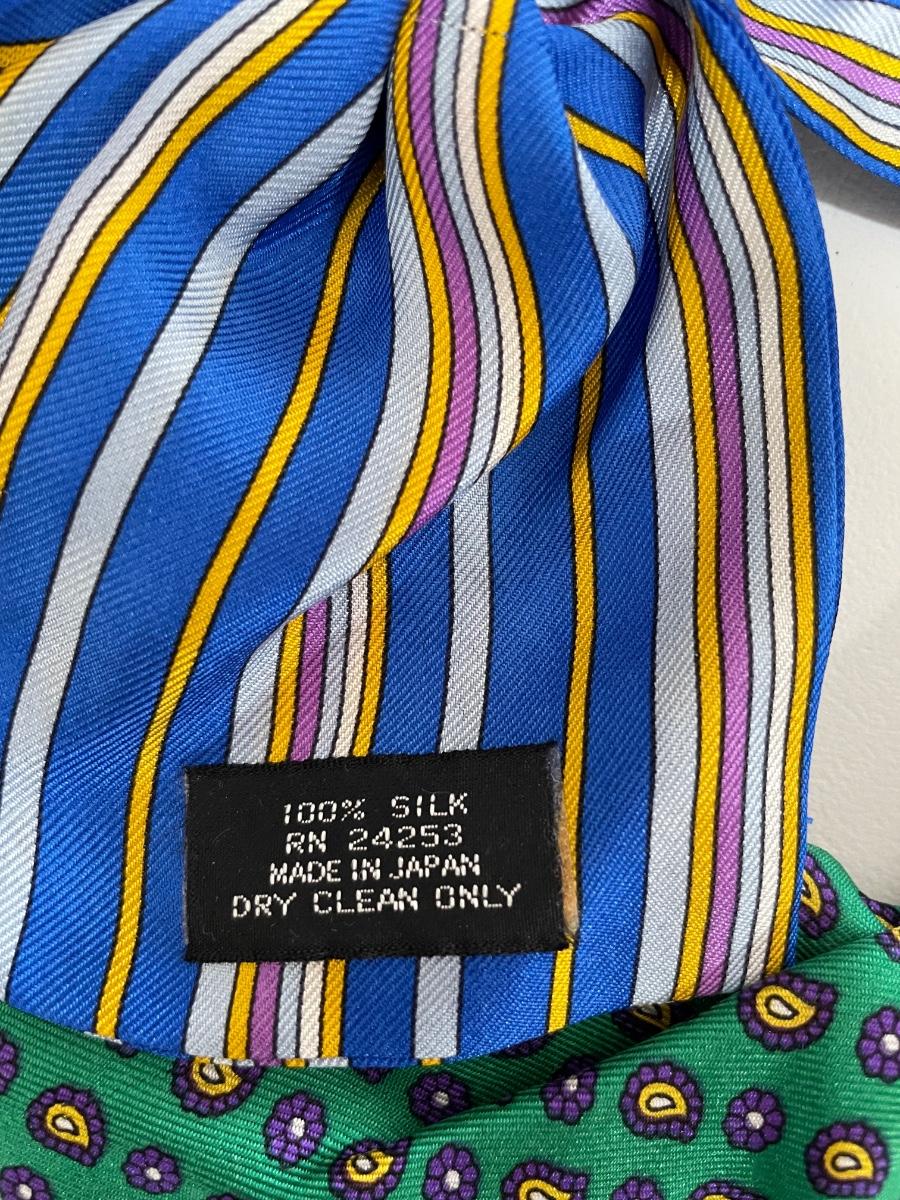 100% SILK
RN 24253
MADE IN JAPAN
DRY CLEAN ONLY